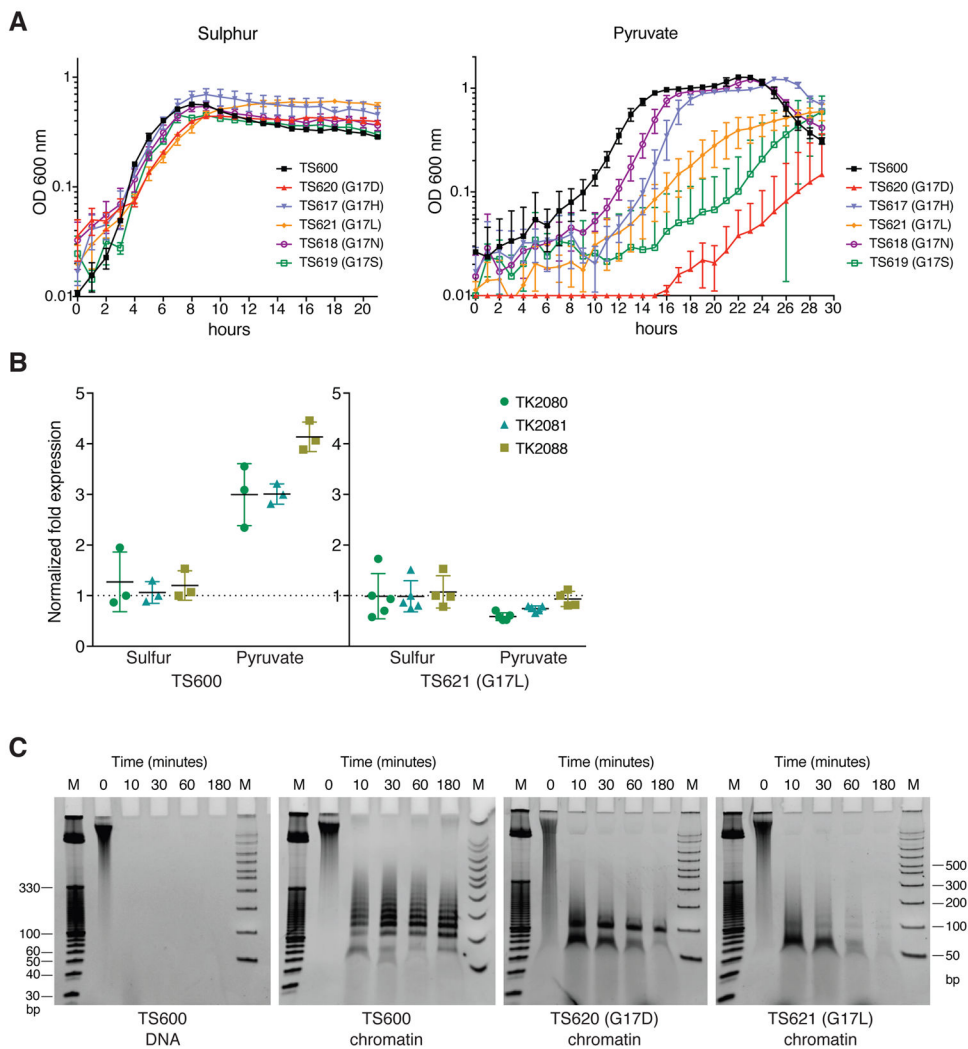 A
Sulphur
Pyruvate
OD 600 nm
1
0.1
0.01
0 2 4 6 8 10 12 14 16 18 20
hours
TS600
TS620 (G17D)
TS617 (G17H)
TS621 (G17L)
TS618 (G17N)
TS619 (G17S)
OD 600 nm
1
0.1
0.01
0 2 4 6 8 10 12 14 16 18 20 22 24 26 28 30
hours
TS600
TS620 (G17D)
TS617 (G17H)
TS621 (G17L)
TS618 (G17N)
TS619 (G17S)
B
Normalized fold expression
5
4
3
2
1
0
5
4
3
2
1
TK2080
TK2081
TK2088
Sulfur Pyruvate Sulfur Pyruvate
TS600 TS621 (G17L)
C
Time (minutes) Time (minutes) Time (minutes) Time (minutes)
M 0 10 30 60 180 M M 0 10 30 60 180 M M 0 10 30 60 180 M M 0 10 30 60 180 M
330
100
60
50
40
30
bp
500
300
200
100
50
bp
TS600 TS600 TS620 (G17D) TS621 (G17L)
DNA chromatin chromatin chromatin